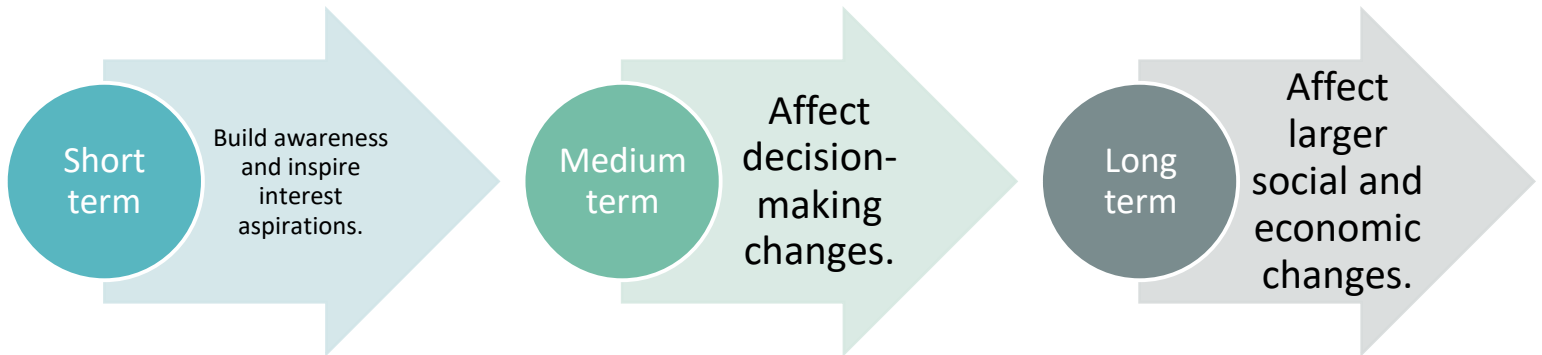 Short
term
Build awareness
and inspire
interest
aspirations.
Medium
term
Affect
decision-
making
changes.
Long
term
Affect
larger
social and
economic
changes.